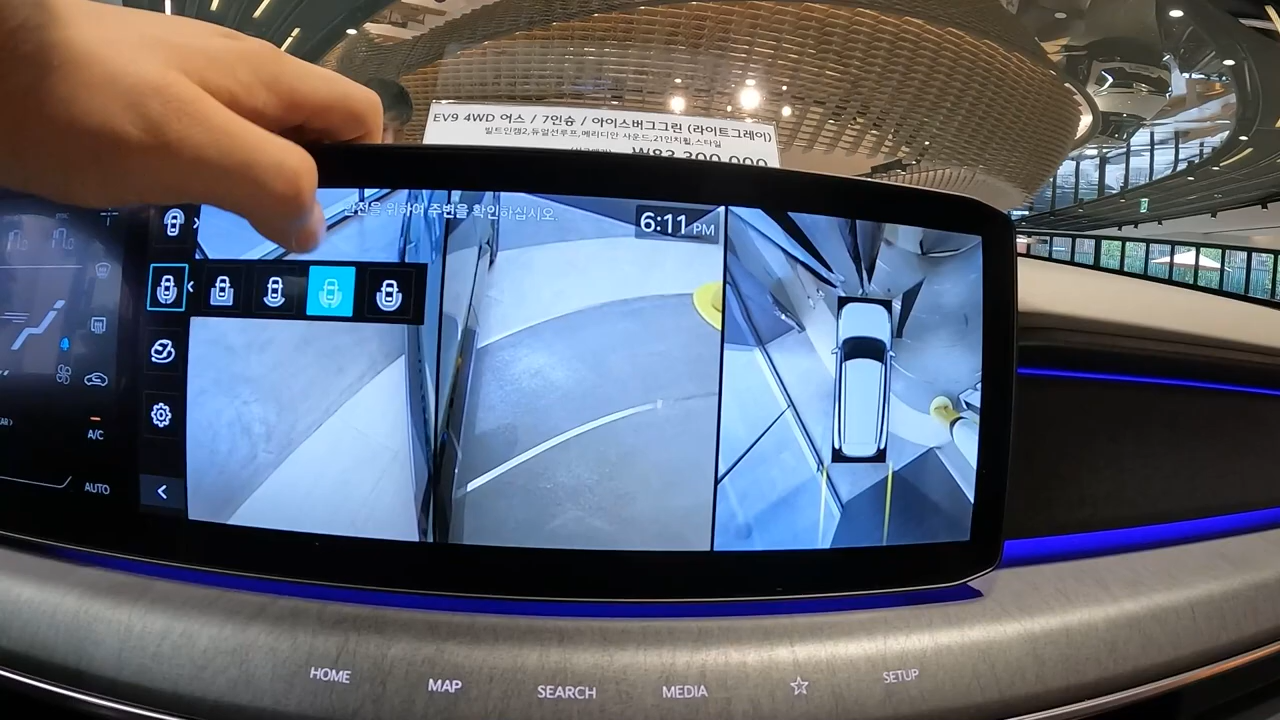 EV9 4WD 어스 / 7인승 / 아이스버그그린 (라이트그레이)
빌트인캠2,듀얼선루프,메리디안 사운드,21인치휠,스타일
₩83,300,000
안전을 위하여 주변을 확인하십시오.
6:11 PM
A/C
AUTO
HOME
MAP
SEARCH
MEDIA
SETUP